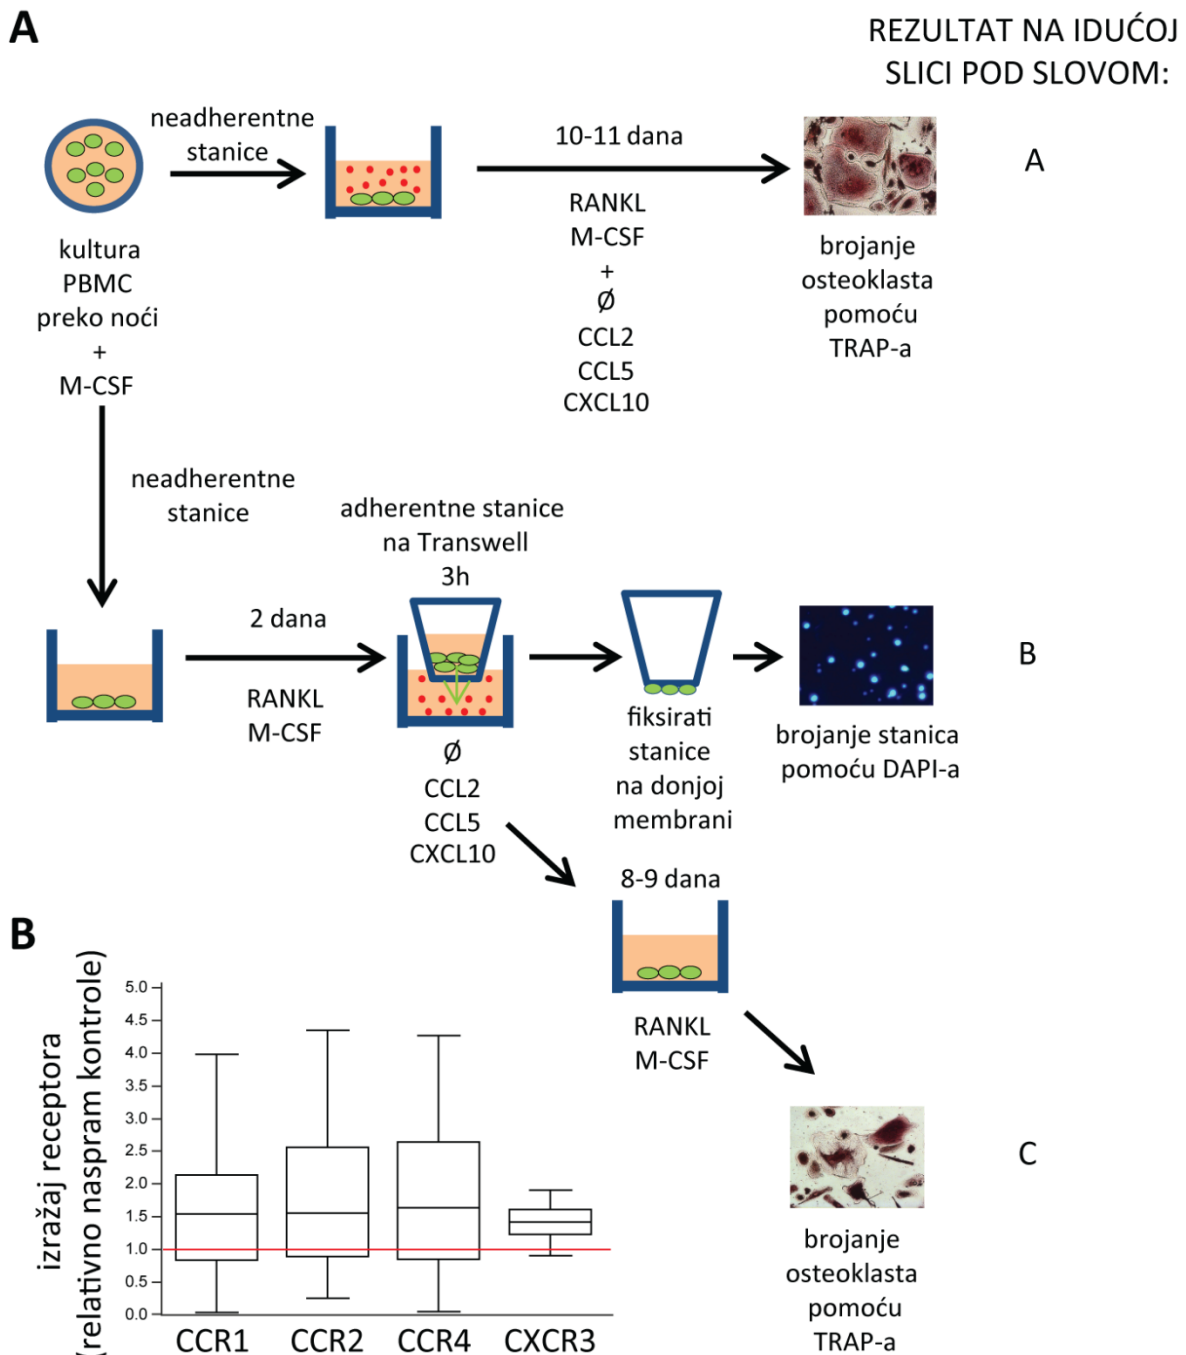 A
REZULTAT NA IDUĆOJ
SLICI POD SLOVOM:
neadherentne
stanice
10-11 dana
A
kultura
PBMC
preko noći
+
M-CSF
RANKL
M-CSF
+
Ø
CCL2
CCL5
CXCL10
brojanje
osteoklasta
pomoću
TRAP-a
neadherentne
stanice
adherentne stanice
na Transwell
3h
2 dana
RANKL
M-CSF
B
Ø
CCL2
CCL5
CXCL10
fiksirati
stanice
na donjoj
membrani
brojanje stanica
pomoću DAPI-a
8-9 dana
RANKL
M-CSF
C
brojanje
osteoklasta
pomoću
TRAP-a
B
izražaj receptora
(relativno naspram kontrole)
5.0
4.5
4.0
3.5
3.0
2.5
2.0
1.5
1.0
0.5
0.0
CCR1 CCR2 CCR4 CXCR3